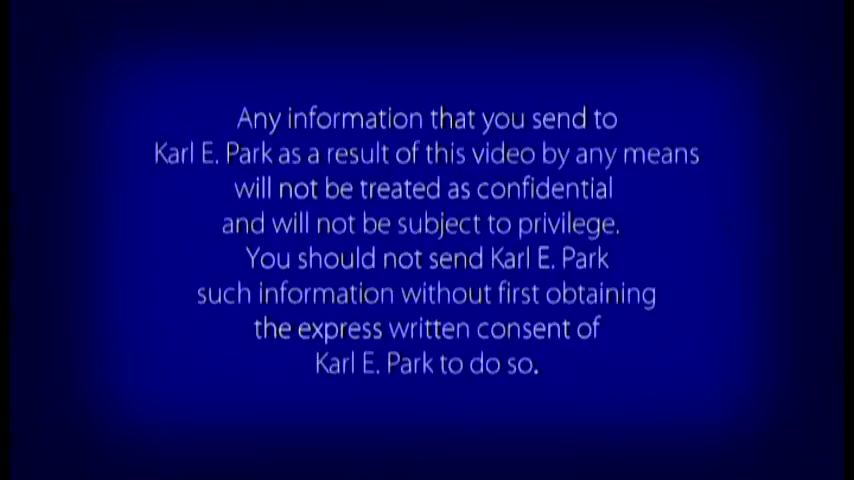 Any information that you send to
Karl E. Park as a result of this video by any means
will not be treated as confidential
and will not be subject to privilege.
You should not send Karl E. Park
such information without first obtaining
the express written consent of
Karl E. Park to do so.